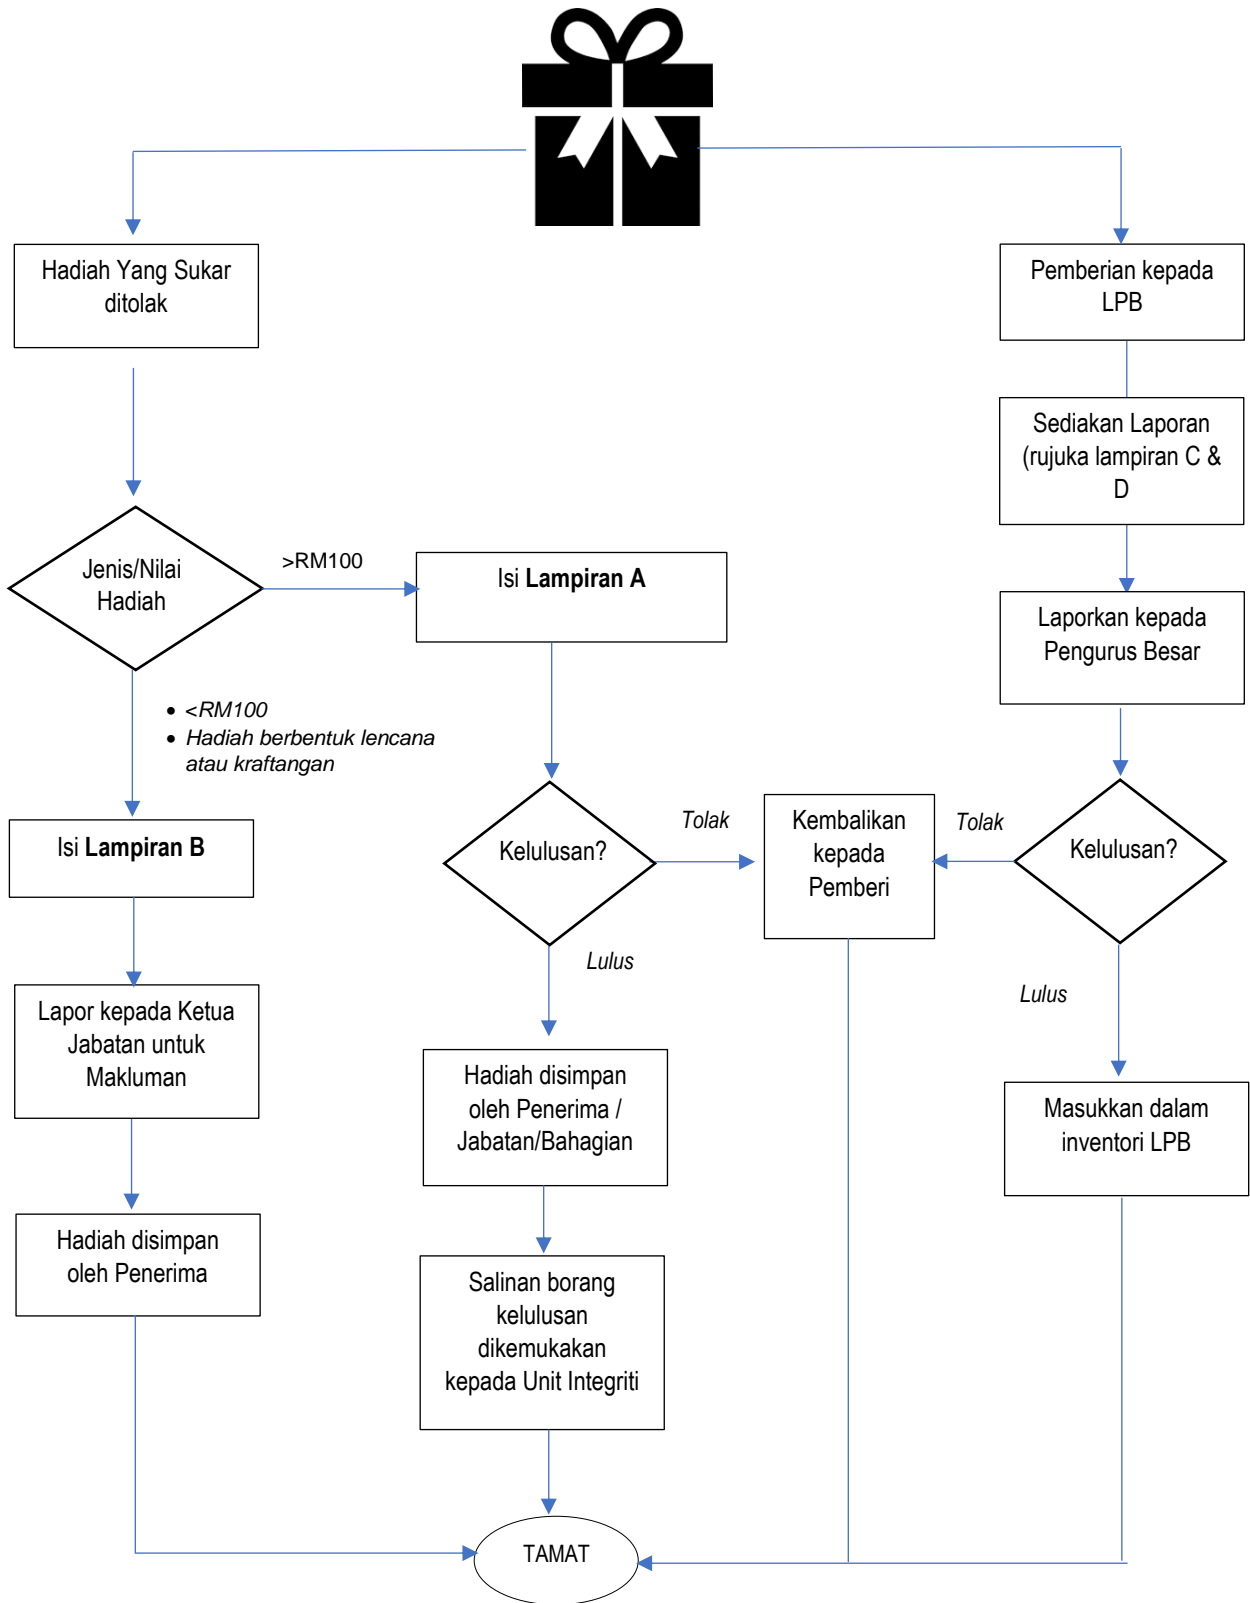 Hadiah Yang Sukar
ditolak
Pemberian kepada
LPB
Sediakan Laporan
(rujuka lampiran C &
D
Jenis/Nilai
Hadiah
>RM100
Isi Lampiran A
Laporkan kepada
Pengurus Besar
• <RM100
• Hadiah berbentuk lencana
atau kraftangan
Isi Lampiran B
Kelulusan?
Tolak
Kembalikan
kepada
Pemberi
Tolak
Kelulusan?
Lulus
Lulus
Lapor kepada Ketua
Jabatan untuk
Makluman
Hadiah disimpan
oleh Penerima /
Jabatan/Bahagian
Masukkan dalam
inventori LPB
Hadiah disimpan
oleh Penerima
Salinan borang
kelulusan
dikemukakan
kepada Unit Integriti
TAMAT